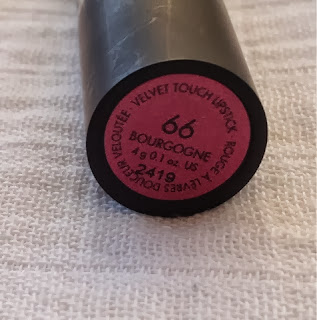 VELVET TOUCH LIPSTICK · ROUGE À LÈVRES DOUCEUR VELOUTÉE ·
66
BOURGOGNE
4 g 0.1 oz. US
2419